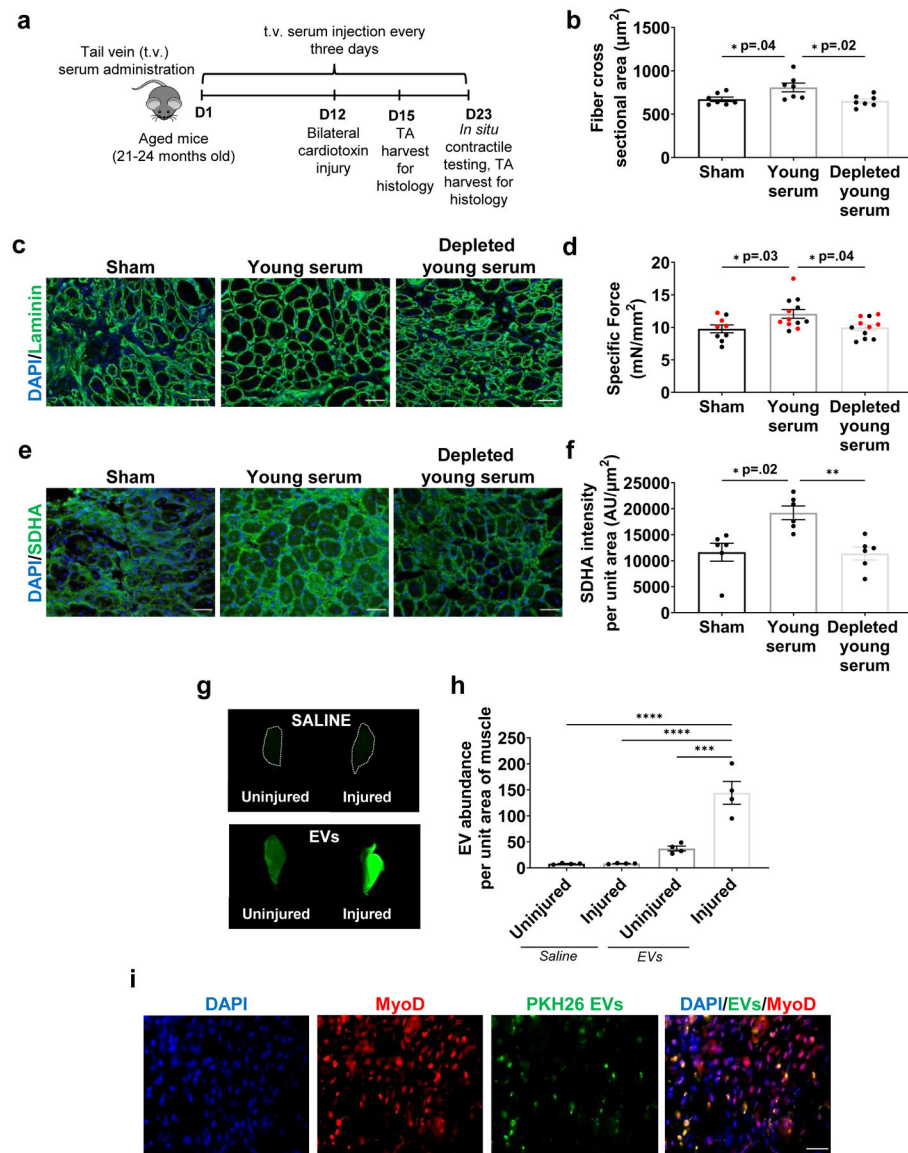 a
t.v. serum injection every
three days
Tail vein (t.v.)
serum administration
D1
D12
D15
D23
Aged mice
(21-24 months old)
Bilateral
cardiotoxin
injury
TA
harvest
for
histology
In situ
contractile
testing, TA
harvest for
histology
b
Fiber cross
sectional area (µm²)
1500
1000
500
0
* p=.04
* p=.02
Sham
Young
serum
Depleted
young
serum
c
DAPI/Laminin
Sham
Young serum
Depleted
young serum
d
Specific Force
(mN/mm²)
20
15
10
5
0
* p=.03
* p=.04
Sham
Young
serum
Depleted
young
serum
e
DAPI/SDHA
Sham
Young serum
Depleted
young serum
f
SDHA intensity
per unit area (AU/µm²)
25000
20000
15000
10000
5000
0
* p=.02
**
Sham
Young
serum
Depleted
young
serum
g
SALINE
Uninjured Injured
EVs
Uninjured Injured
h
EV abundance
per unit area of muscle
250
200
150
100
50
0
****
****
***
Uninjured
Injured
Uninjured
Injured
Saline
EVs
i
DAPI
MyoD
PKH26 EVs
DAPI/EVs/MyoD